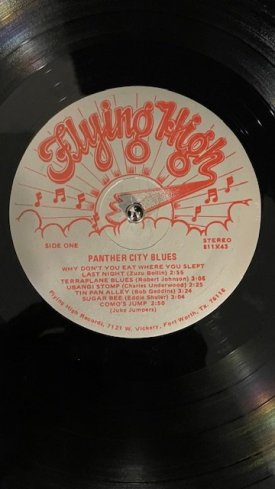 Flying High
SIDE ONE
STEREO
811X63
PANTHER CITY BLUES
WHY DON'T YOU EAT WHERE YOU SLEPT
LAST NIGHT (Zuzu Bollin) 2:55
TERRAPLANE BLUES (Robert Johnson) 3:56
UBANGI STOMP (Charles Underwood) 2:25
TIN PAN ALLEY (Bob Geddins) 3:24
SUGAR BEE (Eddie Shuler) 3:04
COMO'S JUMP 2:50
(Juke Jumpers)
Flying High Records, 7121 W. Vickery, Fort Worth, Tx. 76116